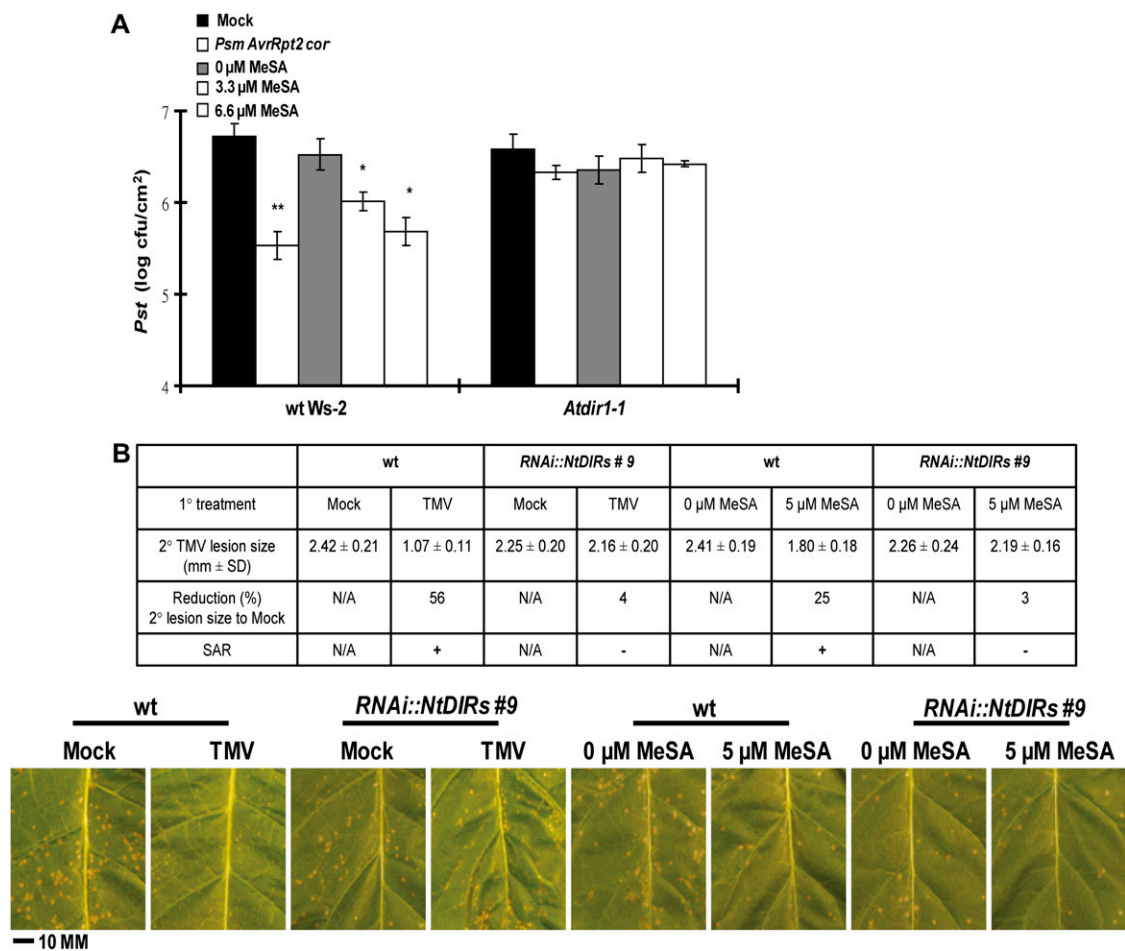 A
Mock
Psm AvrRpt2 cor⁻
0 µM MeSA
3.3 µM MeSA
6.6 µM MeSA
Pst (log cfu/cm²)
7
6
5
4
** * *
wt Ws-2 Atdir1-1
B
wt RNAi::NtDIRs # 9 wt RNAi::NtDIRs #9
1° treatment Mock TMV Mock TMV 0 µM MeSA 5 µM MeSA 0 µM MeSA 5 µM MeSA
2° TMV lesion size
(mm ± SD) 2.42 ± 0.21 1.07 ± 0.11 2.25 ± 0.20 2.16 ± 0.20 2.41 ± 0.19 1.80 ± 0.18 2.26 ± 0.24 2.19 ± 0.16
Reduction (%)
2° lesion size to Mock N/A 56 N/A 4 N/A 25 N/A 3
SAR N/A + N/A - N/A + N/A -
wt RNAi::NtDIRs #9 wt RNAi::NtDIRs #9
Mock TMV Mock TMV 0 µM MeSA 5 µM MeSA 0 µM MeSA 5 µM MeSA
10 MM